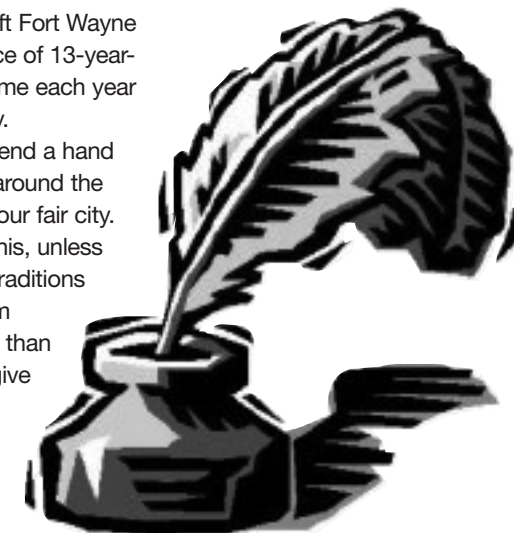 ft Fort Wayne
ce of 13-year-
me each year
y.
end a hand
around the
our fair city.
his, unless
raditions
m
than
give